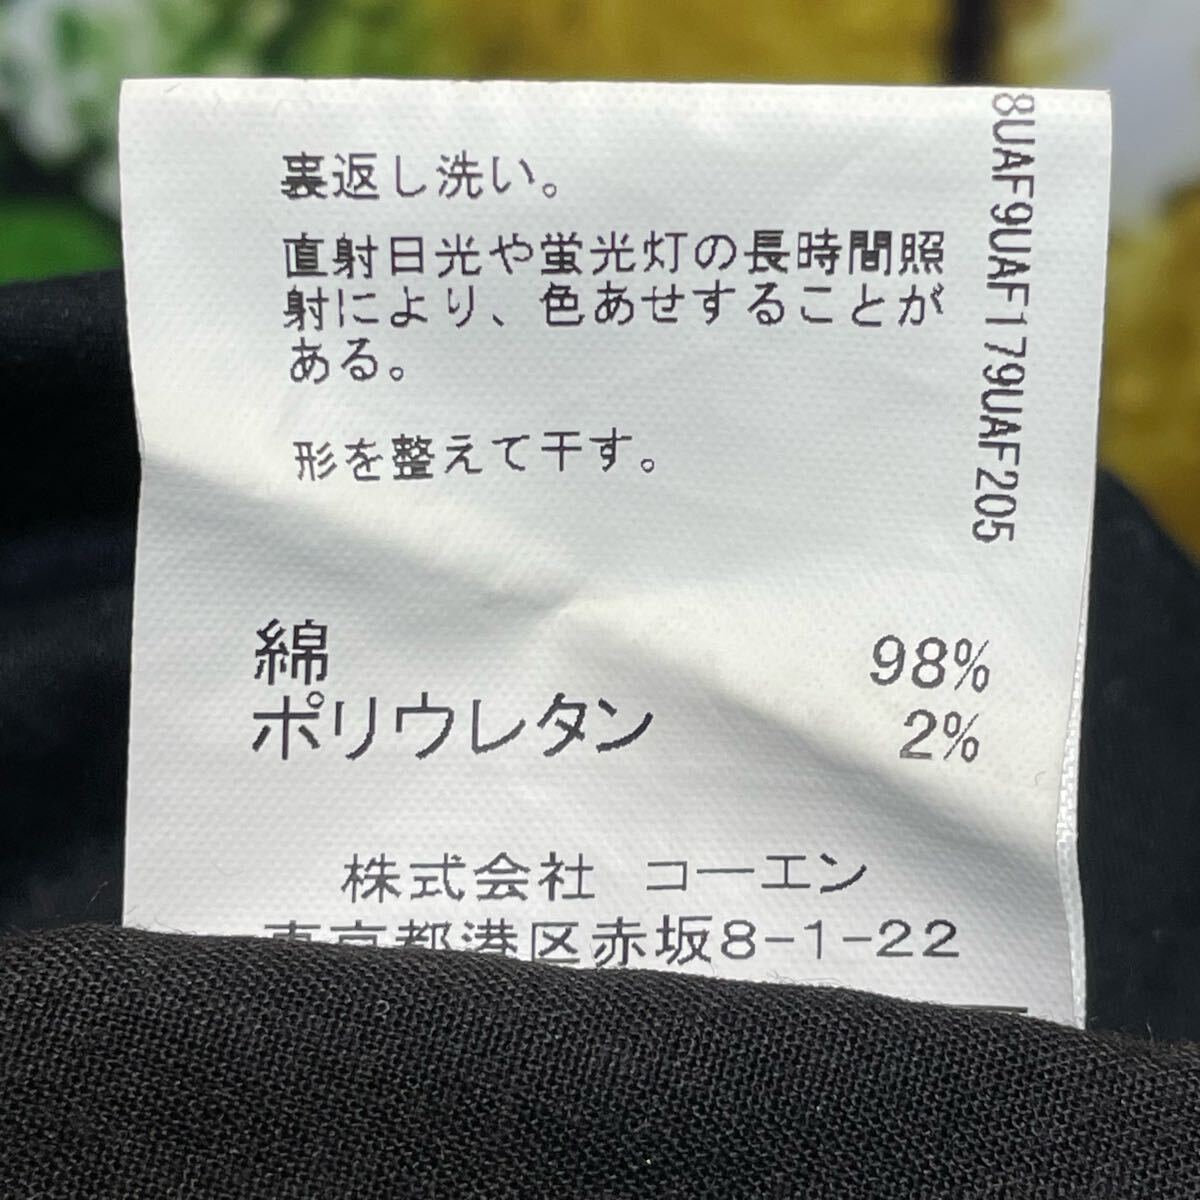 裏返し洗い。
直射日光や蛍光灯の長時間照
射により、色あせすることが
ある。
形を整えて干す。
綿 98%
ポリウレタン 2%
株式会社 コーエン
東京都港区赤坂8-1-22
8UAF9UAF179UAF205